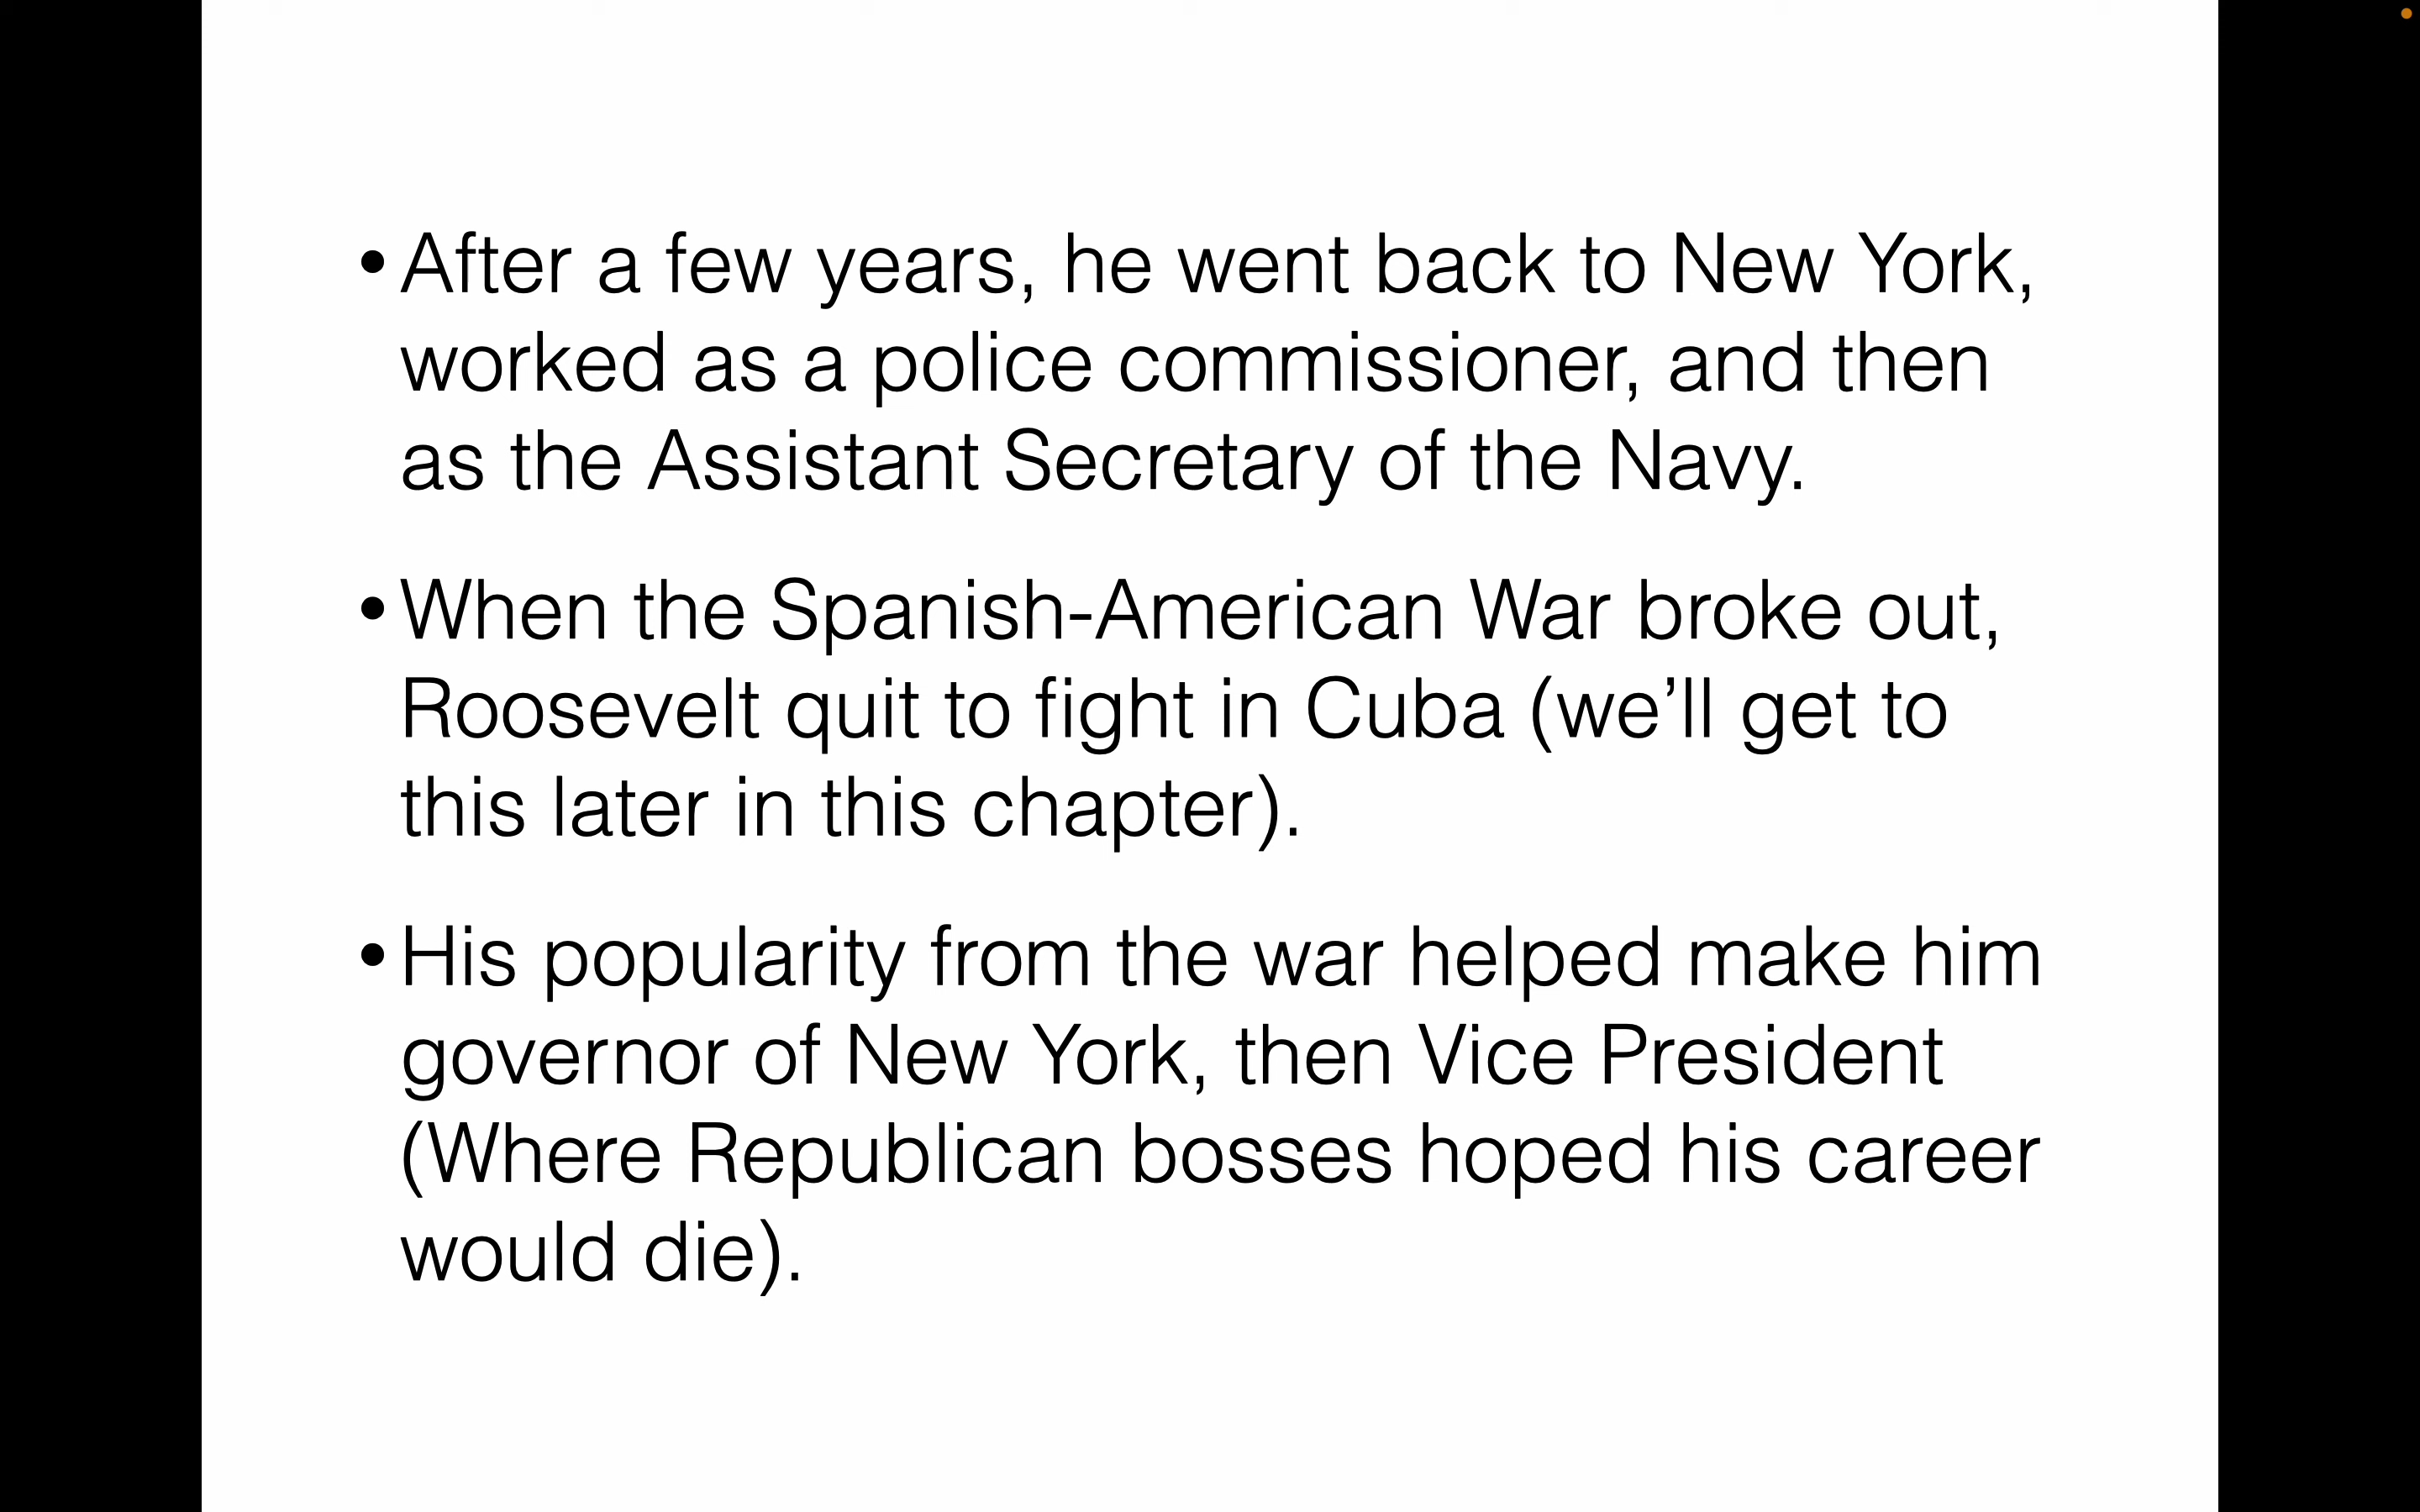 • After a few years, he went back to New York,
worked as a police commissioner, and then
as the Assistant Secretary of the Navy.
• When the Spanish-American War broke out,
Roosevelt quit to fight in Cuba (we’ll get to
this later in this chapter).
• His popularity from the war helped make him
governor of New York, then Vice President
(Where Republican bosses hoped his career
would die).